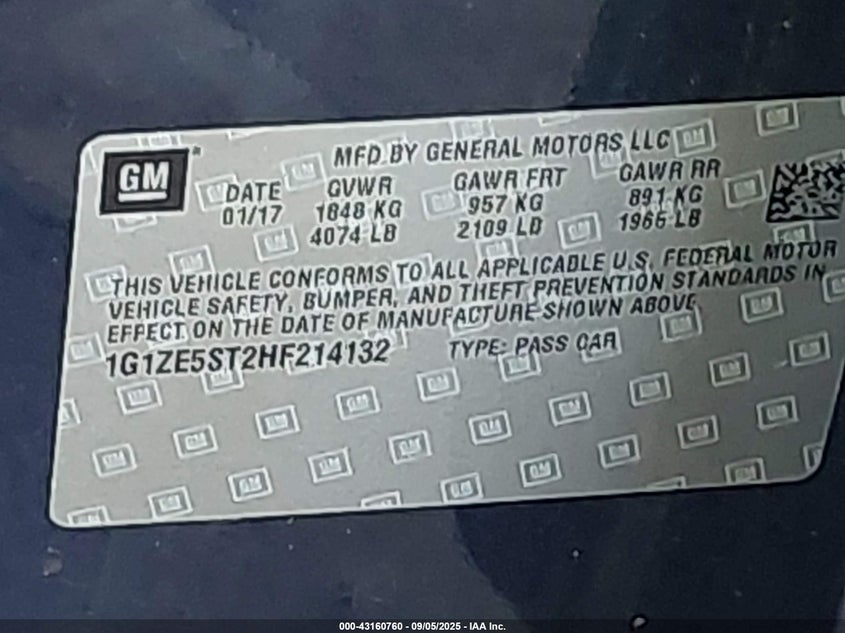 GM
MFD BY GENERAL MOTORS LLC
DATE GVWR GAWR FRT GAWR RR
01/17 1848 KG 957 KG 891 KG
4074 LB 2109 LB 1966 LB
THIS VEHICLE CONFORMS TO ALL APPLICABLE U.S. FEDERAL MOTOR
VEHICLE SAFETY, BUMPER, AND THEFT PREVENTION STANDARDS IN
EFFECT ON THE DATE OF MANUFACTURE SHOWN ABOVE.
1G1ZE5ST2HF214132 TYPE: PASS CAR
000-43160760 - 09/05/2025 - IAA Inc.